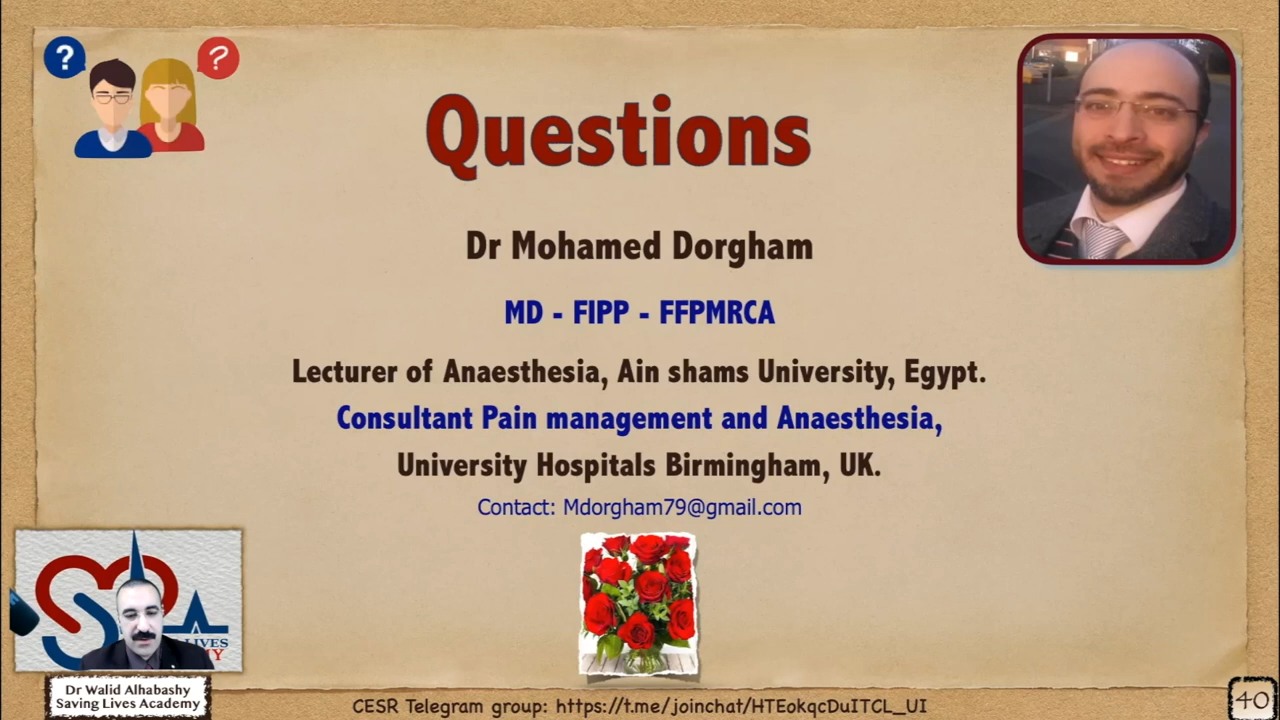 ?
?
Questions
Dr Mohamed Dorgham
MD - FIPP - FFPMRCA
Lecturer of Anaesthesia, Ain shams University, Egypt.
Consultant Pain management and Anaesthesia,
University Hospitals Birmingham, UK.
Contact: Mdorgham79@gmail.com
Dr Walid Alhabashy
Saving Lives Academy
CESR Telegram group: https://t.me/joinchat/HTEokqcDuITCL_UI
40